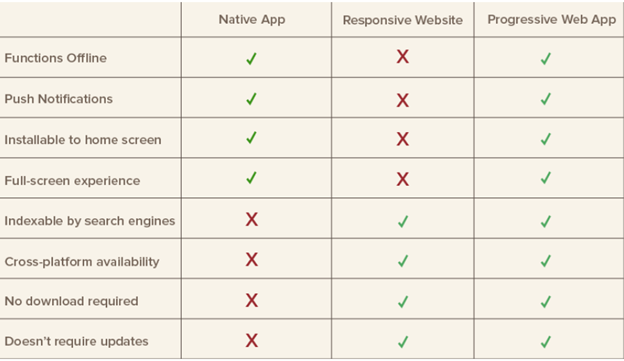 Native App Responsive Website Progressive Web App
Functions Offline ✓ X ✓
Push Notifications ✓ X ✓
Installable to home screen ✓ X ✓
Full-screen experience ✓ X ✓
Indexable by search engines X ✓ ✓
Cross-platform availability X ✓ ✓
No download required X ✓ ✓
Doesn't require updates X ✓ ✓